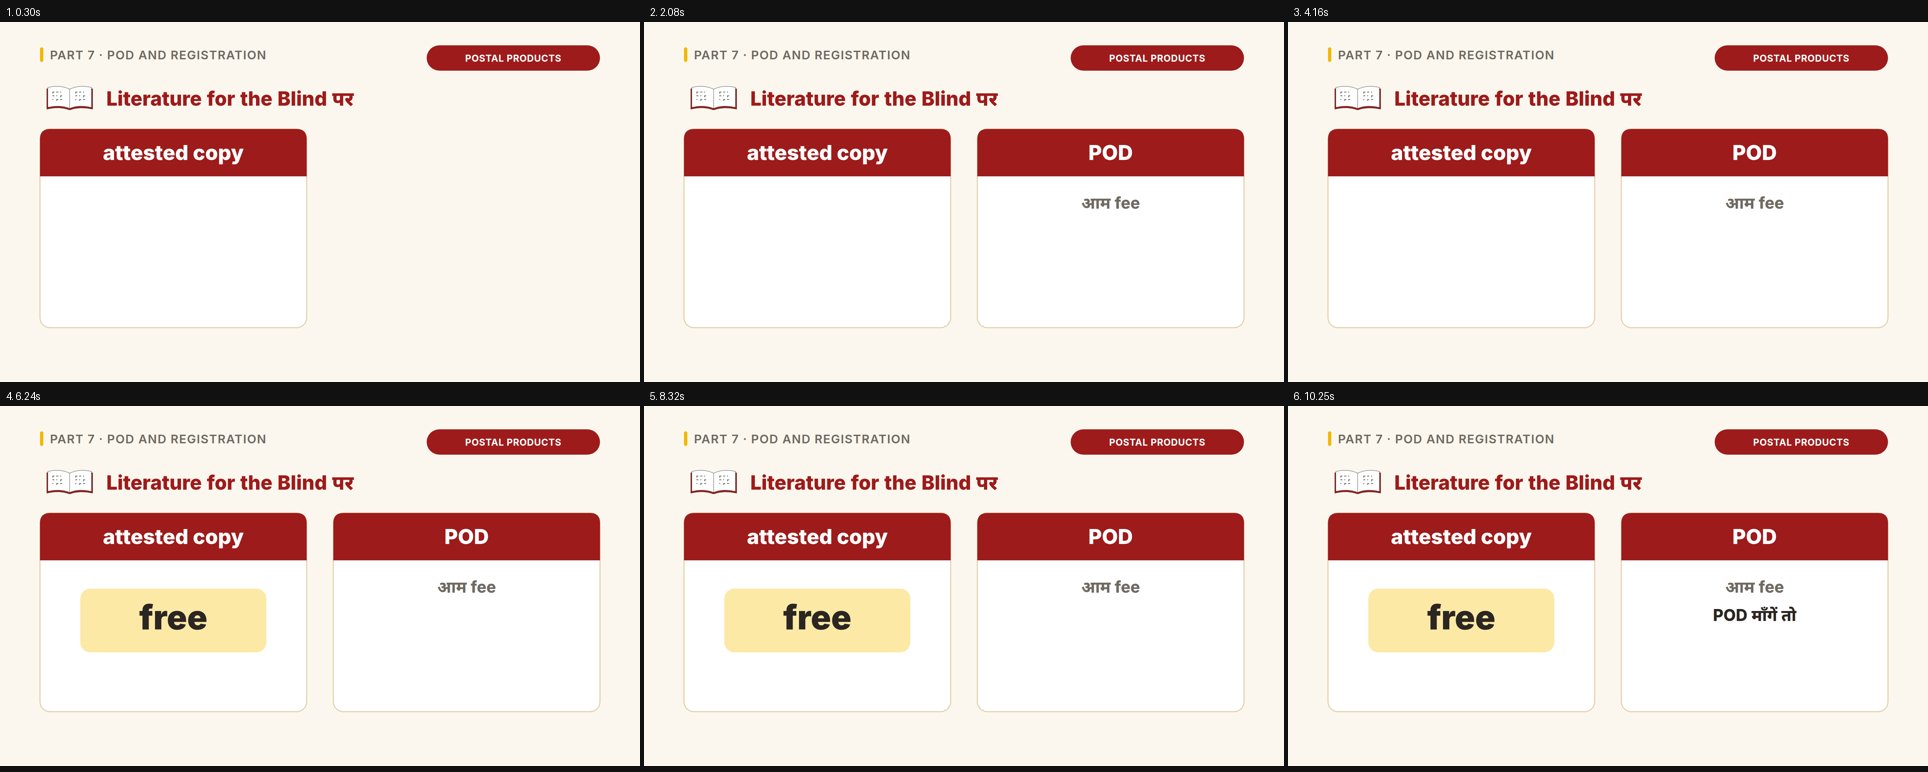 1. 0.30s
PART 7 · POD AND REGISTRATION
POSTAL PRODUCTS
Literature for the Blind पर
attested copy
2. 2.08s
PART 7 · POD AND REGISTRATION
POSTAL PRODUCTS
Literature for the Blind पर
attested copy
POD
आम fee
3. 4.16s
PART 7 · POD AND REGISTRATION
POSTAL PRODUCTS
Literature for the Blind पर
attested copy
POD
आम fee
4. 6.24s
PART 7 · POD AND REGISTRATION
POSTAL PRODUCTS
Literature for the Blind पर
attested copy
free
POD
आम fee
5. 8.32s
PART 7 · POD AND REGISTRATION
POSTAL PRODUCTS
Literature for the Blind पर
attested copy
free
POD
आम fee
6. 10.25s
PART 7 · POD AND REGISTRATION
POSTAL PRODUCTS
Literature for the Blind पर
attested copy
free
POD
आम fee
POD माँगें तो